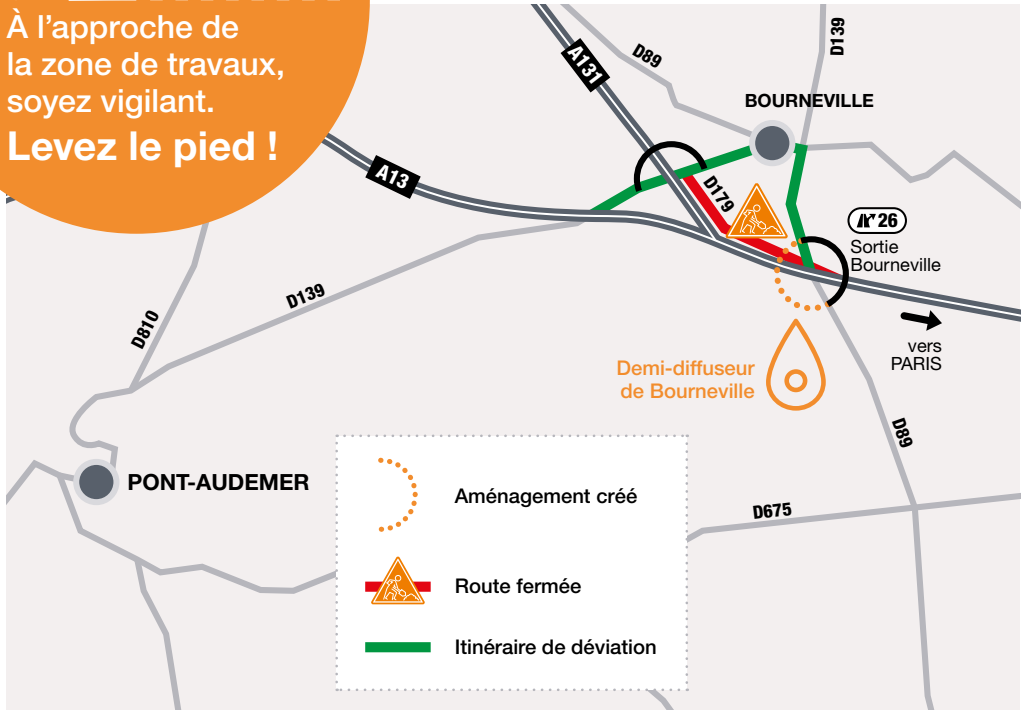 À l'approche de
la zone de travaux,
soyez vigilant.
Levez le pied !
A131
D89
D139
BOURNEVILLE
A13
D179
26
Sortie
Bourneville
D139
D810
vers
PARIS
Demi-diffuseur
de Bourneville
D89
PONT-AUDEMER
D675
Aménagement créé
Route fermée
Itinéraire de déviation